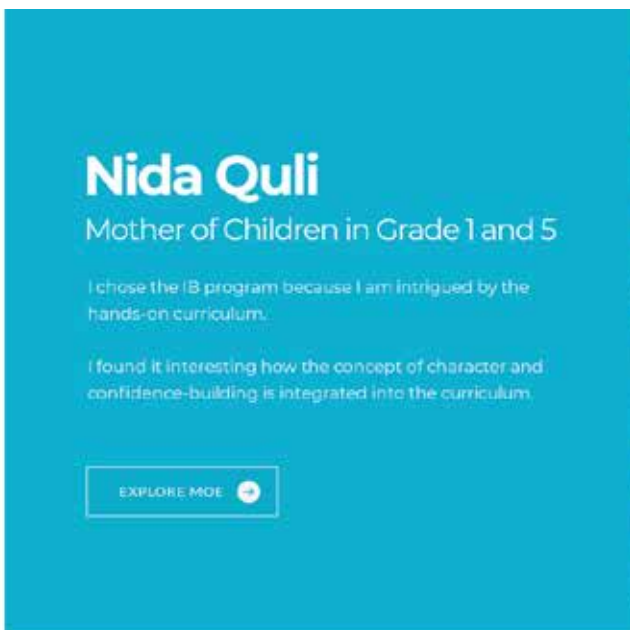 Nida Quli
Mother of Children in Grade 1 and 5
I chose the IB program because I am intrigued by the
hands-on curriculum.
I found it interesting how the concept of character and
confidence-building is integrated into the curriculum.
EXPLORE MOE